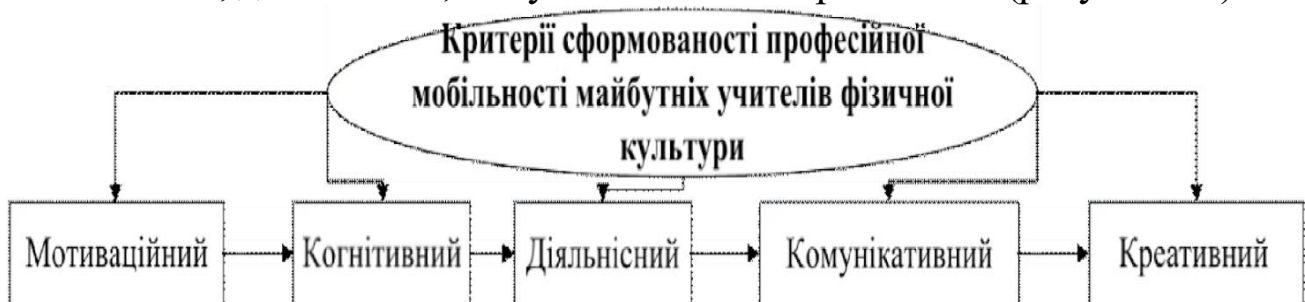 Критерії сформованості професійної
мобільності майбутніх учителів фізичної
культури
Мотиваційний
Когнітивний
Діяльнісний
Комунікативний
Креативний